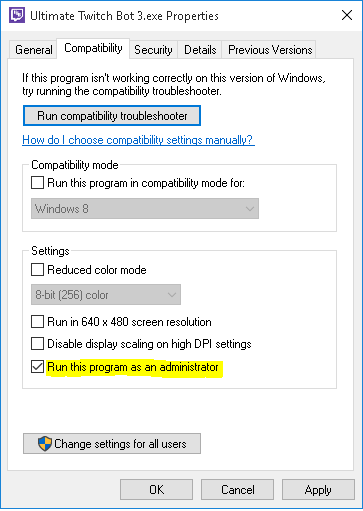 Ultimate Twitch Bot 3.exe Properties
General Compatibility Security Details Previous Versions
If this program isn't working correctly on this version of Windows,
try running the compatibility troubleshooter.
Run compatibility troubleshooter
How do I choose compatibility settings manually?
Compatibility mode
Run this program in compatibility mode for:
Windows 8
Settings
Reduced color mode
8-bit (256) color
Run in 640 x 480 screen resolution
Disable display scaling on high DPI settings
Run this program as an administrator
Change settings for all users
OK Cancel Apply